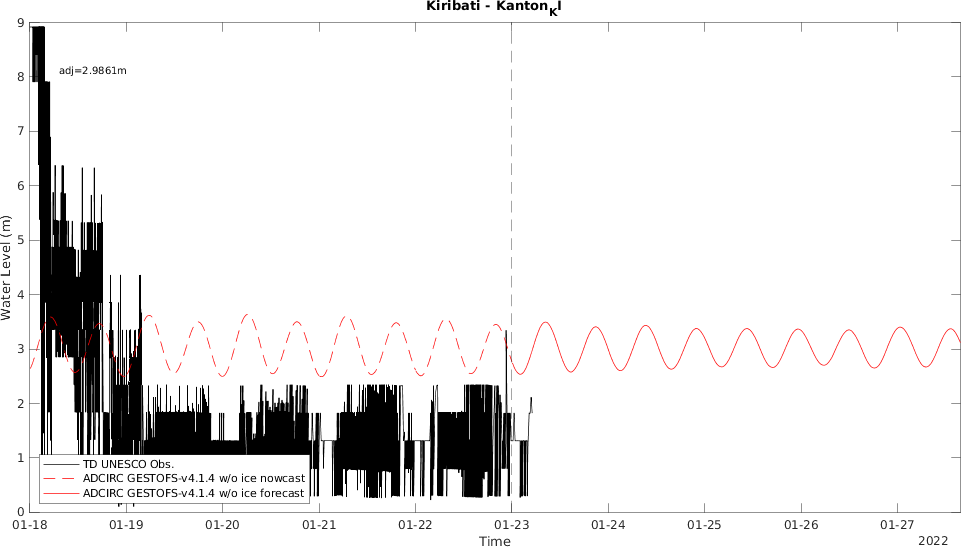 Kiribati - Kanton_KI
9
8
7
6
5
4
3
2
1
0
Water Level (m)
adj=2.9861m
TD UNESCO Obs.
ADCIRC GESTOFS-v4.1.4 w/o ice nowcast
ADCIRC GESTOFS-v4.1.4 w/o ice forecast
01-18 01-19 01-20 01-21 01-22 01-23 01-24 01-25 01-26 01-27
Time
2022